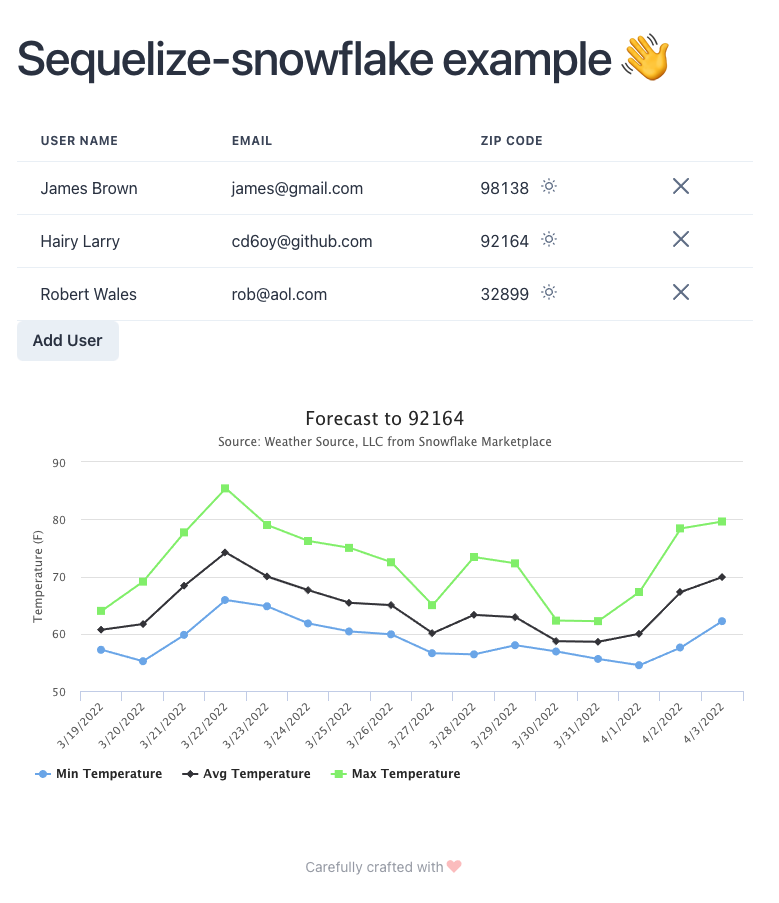 Sequelize-snowflake example 👋
USER NAME EMAIL ZIP CODE
James Brown james@gmail.com 98138
Hairy Larry cd6oy@github.com 92164
Robert Wales rob@aol.com 32899
Add User
Forecast to 92164
Source: Weather Source, LLC from Snowflake Marketplace
Temperature (F)
90
80
70
60
50
3/19/2022 3/20/2022 3/21/2022 3/22/2022 3/23/2022 3/24/2022 3/25/2022 3/26/2022 3/27/2022 3/28/2022 3/29/2022 3/30/2022 3/31/2022 4/1/2022 4/2/2022 4/3/2022
Min Temperature Avg Temperature Max Temperature
Carefully crafted with